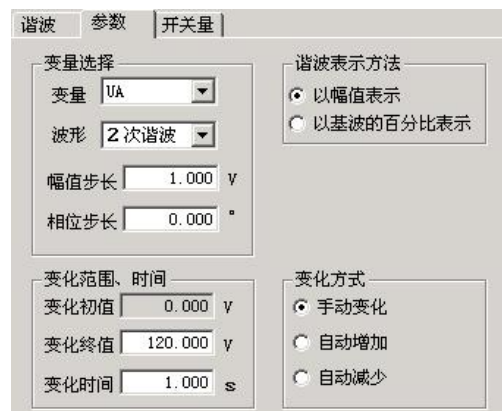 谐波 参数 开关量
变量选择
变量 UA
波形 2次谐波
幅值步长 1.000 V
相位步长 0.000 °
谐波表示方法
以幅值表示
以基波的百分比表示
变化范围、时间
变化初值 0.000 V
变化终值 120.000 V
变化时间 1.000 s
变化方式
手动变化
自动增加
自动减少